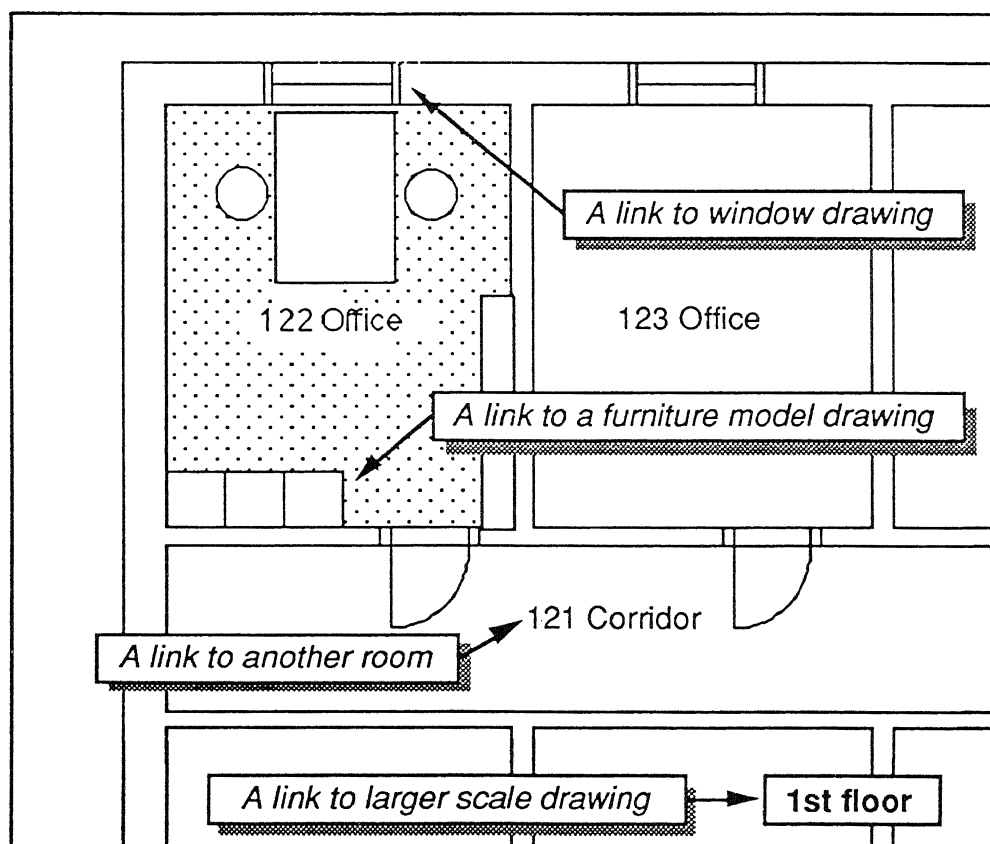 A link to window drawing
122 Office
123 Office
A link to a furniture model drawing
121 Corridor
A link to another room
A link to larger scale drawing
1st floor